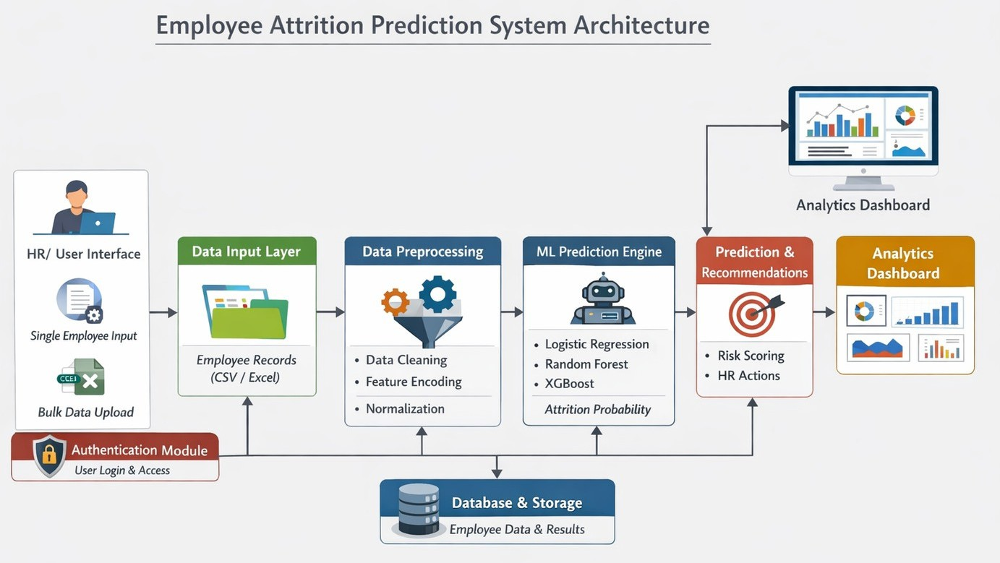 Employee Attrition Prediction System Architecture
Analytics Dashboard
HR/ User Interface
Single Employee Input
CCEI
Bulk Data Upload
Authentication Module
User Login & Access
Data Input Layer
Employee Records
(CSV / Excel)
Data Preprocessing
• Data Cleaning
• Feature Encoding
• Normalization
ML Prediction Engine
• Logistic Regression
• Random Forest
• XGBoost
Attrition Probability
Prediction &
Recommendations
• Risk Scoring
• HR Actions
Analytics
Dashboard
Database & Storage
Employee Data & Results